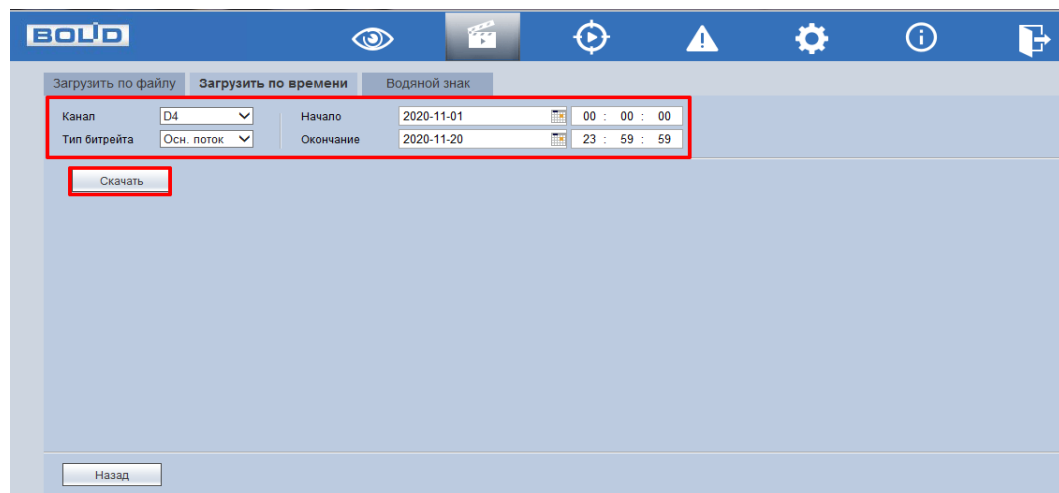 BOLID
Загрузить по файлу Загрузить по времени Водяной знак
Канал D4 Начало 2020-11-01 00 : 00 : 00
Тип битрейта Осн. поток Окончание 2020-11-20 23 : 59 : 59
Скачать
Назад